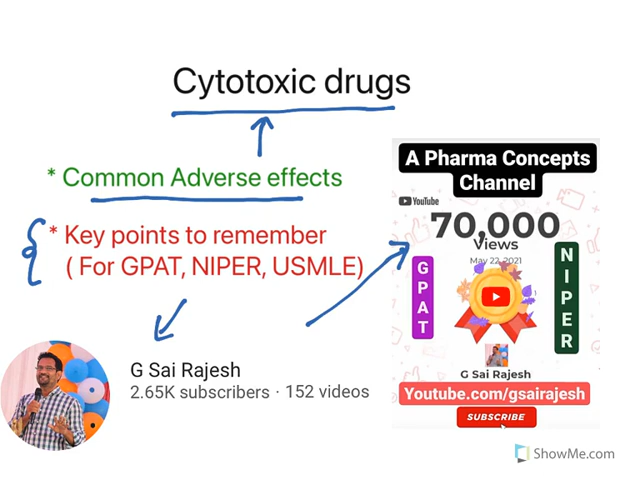 Cytotoxic drugs
* Common Adverse effects
* Key points to remember
( For GPAT, NIPER, USMLE)
G Sai Rajesh
2.65K subscribers · 152 videos
A Pharma Concepts
Channel
YouTube
70,000
Views
May 22, 2021
GPAT
NIPER
G Sai Rajesh
Youtube.com/gsairajesh
SUBSCRIBE
ShowMe.com